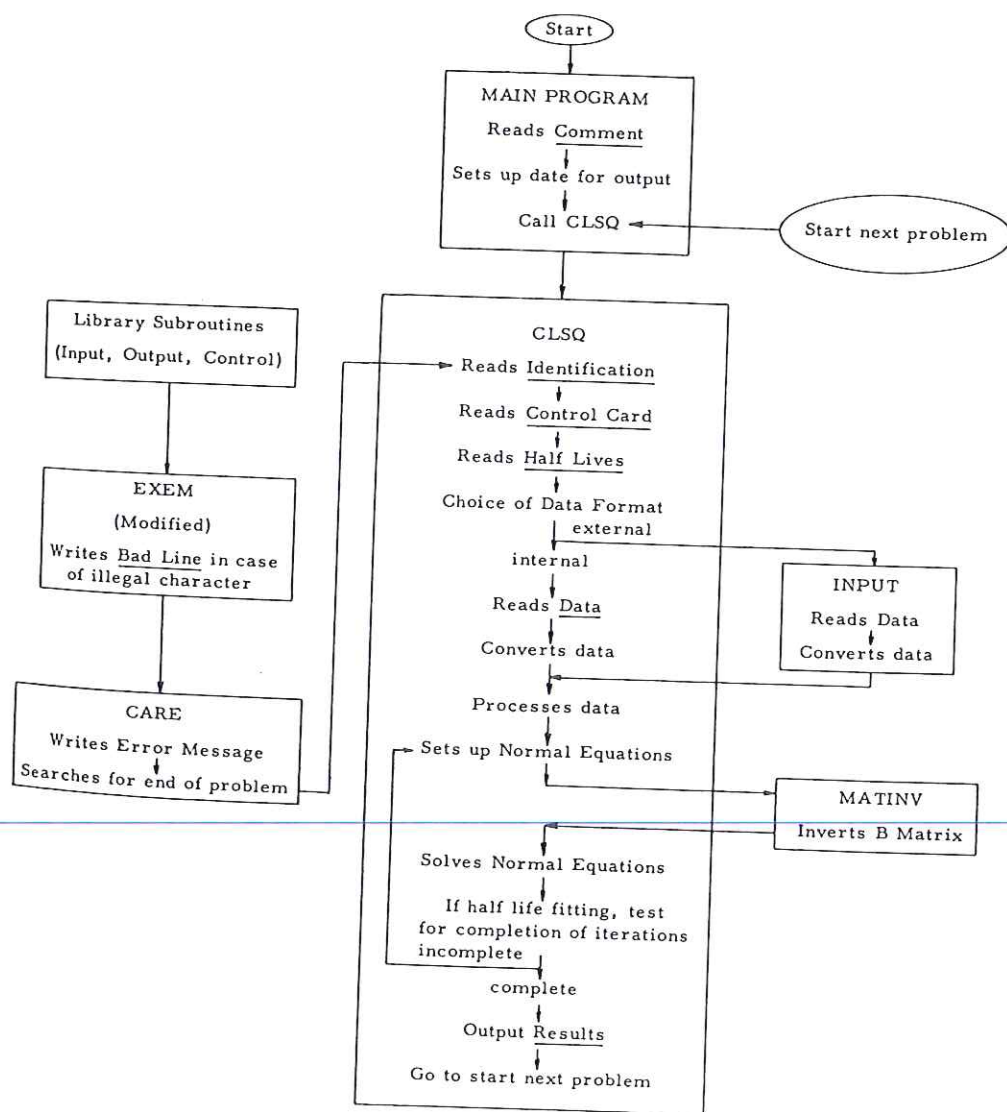 Start
MAIN PROGRAM
Reads Comment
Sets up date for output
Call CLSQ
Start next problem
Library Subroutines
(Input, Output, Control)
EXEM
(Modified)
Writes Bad Line in case
of illegal character
CARE
Writes Error Message
Searches for end of problem
CLSQ
Reads Identification
Reads Control Card
Reads Half Lives
Choice of Data Format
external
internal
Reads Data
Converts data
INPUT
Reads Data
Converts data
Processes data
Sets up Normal Equations
MATINV
Inverts B Matrix
Solves Normal Equations
If half life fitting, test
for completion of iterations
incomplete
complete
Output Results
Go to start next problem